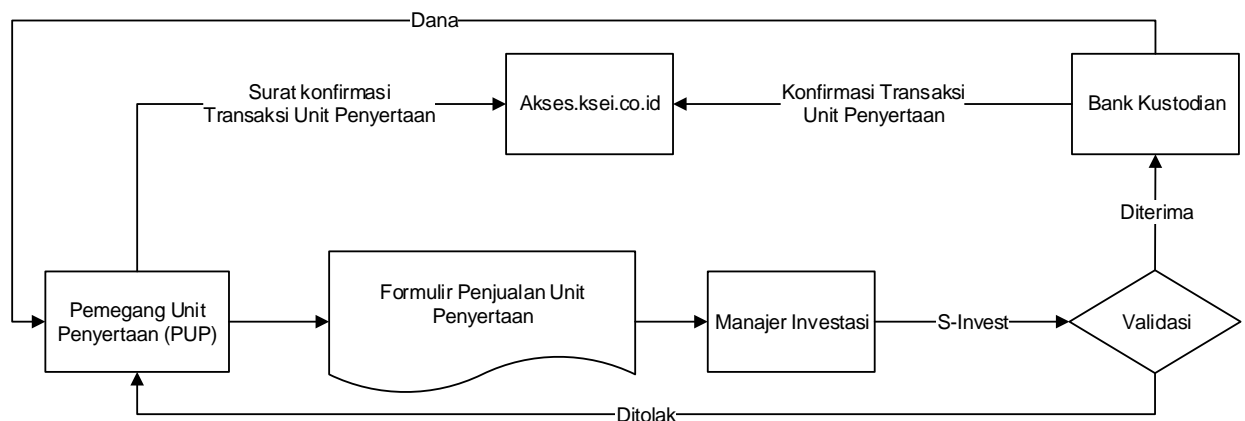 Dana
Surat konfirmasi
Transaksi Unit Penyertaan
Akses.ksei.co.id
Konfirmasi Transaksi
Unit Penyertaan
Bank Kustodian
Diterima
Pemegang Unit
Penyertaan (PUP)
Formulir Penjualan Unit
Penyertaan
Manajer Investasi
S-Invest
Validasi
Ditolak